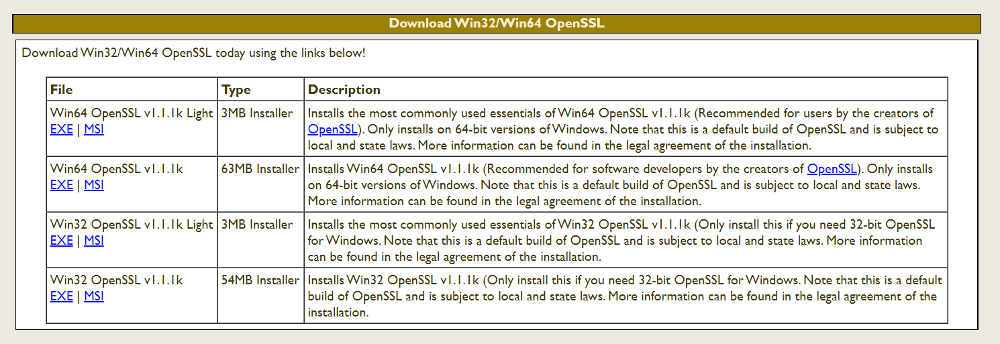 Download Win32/Win64 OpenSSL
Download Win32/Win64 OpenSSL today using the links below!
File Type Description
Win64 OpenSSL v1.1.1k Light 3MB Installer Installs the most commonly used essentials of Win64 OpenSSL v1.1.1k (Recommended for users by the creators of
EXE | MSI OpenSSL). Only installs on 64-bit versions of Windows. Note that this is a default build of OpenSSL and is subject to
local and state laws. More information can be found in the legal agreement of the installation.
Win64 OpenSSL v1.1.1k 63MB Installer Installs Win64 OpenSSL v1.1.1k (Recommended for software developers by the creators of OpenSSL). Only installs
EXE | MSI on 64-bit versions of Windows. Note that this is a default build of OpenSSL and is subject to local and state laws.
More information can be found in the legal agreement of the installation.
Win32 OpenSSL v1.1.1k Light 3MB Installer Installs the most commonly used essentials of Win32 OpenSSL v1.1.1k (Only install this if you need 32-bit OpenSSL
EXE | MSI for Windows. Note that this is a default build of OpenSSL and is subject to local and state laws. More information
can be found in the legal agreement of the installation.
Win32 OpenSSL v1.1.1k 54MB Installer Installs Win32 OpenSSL v1.1.1k (Only install this if you need 32-bit OpenSSL for Windows. Note that this is a default
EXE | MSI build of OpenSSL and is subject to local and state laws. More information can be found in the legal agreement of the
installation.